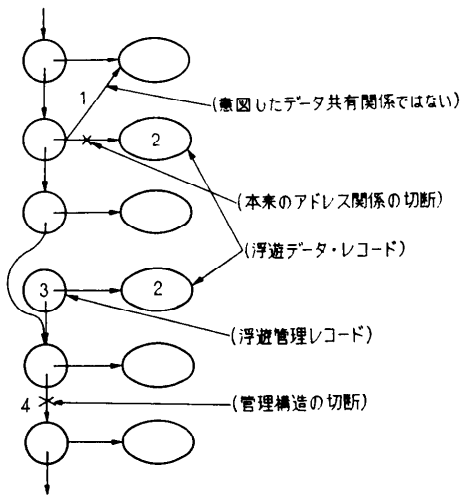 1
(意図したデータ共有関係ではない)
2
(本来のアドレス関係の切断)
(浮遊データ・レコード)
3
2
(浮遊管理レコード)
4
(管理構造の切断)